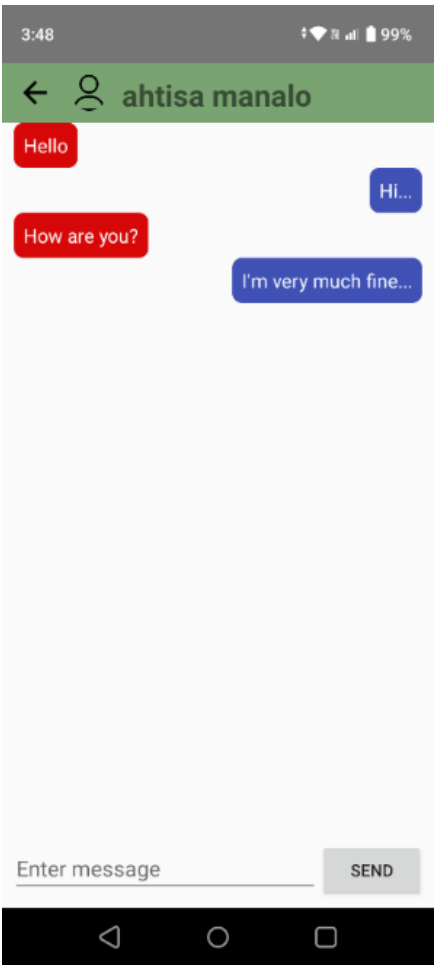 3:48
99%
ahtisa manalo
Hello
Hi...
How are you?
I'm very much fine...
Enter message
SEND